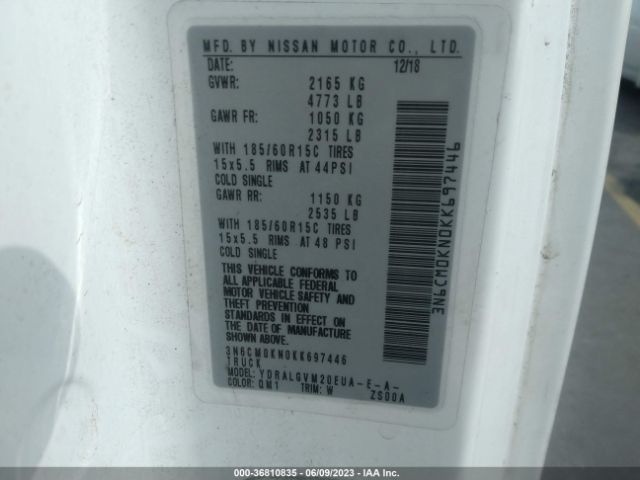 MFD. BY NISSAN MOTOR CO., LTD.
DATE: 12/18
GVWR: 2165 KG
4773 LB
GAWR FR: 1050 KG
2315 LB
WITH 185/60R15C TIRES
15x5.5 RIMS AT 44PSI
COLD SINGLE
GAWR RR: 1150 KG
2535 LB
WITH 185/60R15C TIRES
15x5.5 RIMS AT 48 PSI
COLD SINGLE
THIS VEHICLE CONFORMS TO
ALL APPLICABLE FEDERAL
MOTOR VEHICLE SAFETY AND
THEFT PREVENTION
STANDARDS IN EFFECT ON
THE DATE OF MANUFACTURE
SHOWN ABOVE.
3N6CM0KN0KK697446
TRUCK
MODEL: YDRALGVM20EUA-E-A-
COLOR: QM1 TRIM: W ZS00A
3N6CM0KN0KK697446
000-36810835 - 06/09/2023 - IAA Inc.